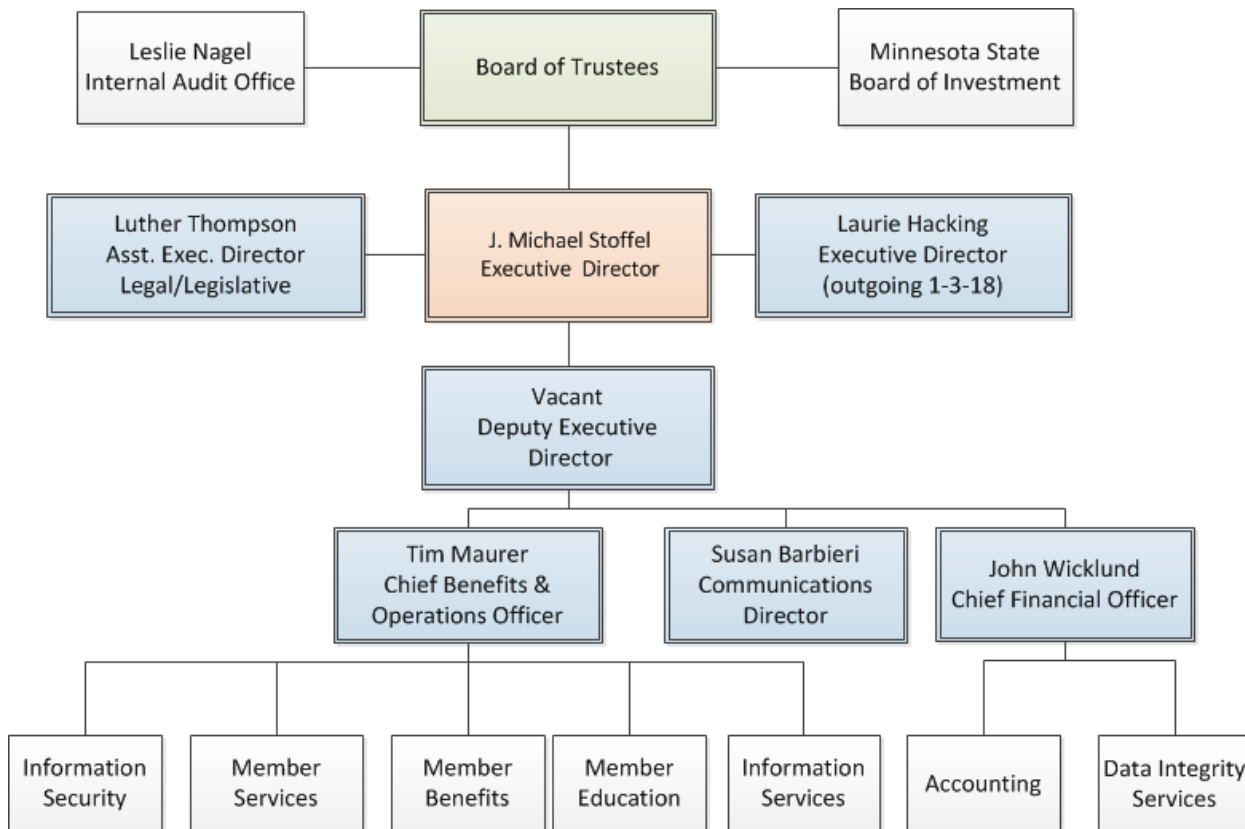 Leslie Nagel
Internal Audit Office
Board of Trustees
Minnesota State
Board of Investment
Luther Thompson
Asst. Exec. Director
Legal/Legislative
J. Michael Stoffel
Executive Director
Laurie Hacking
Executive Director
(outgoing 1-3-18)
Vacant
Deputy Executive
Director
Tim Maurer
Chief Benefits &
Operations Officer
Susan Barbieri
Communications
Director
John Wicklund
Chief Financial Officer
Information
Security
Member
Services
Member
Benefits
Member
Education
Information
Services
Accounting
Data Integrity
Services